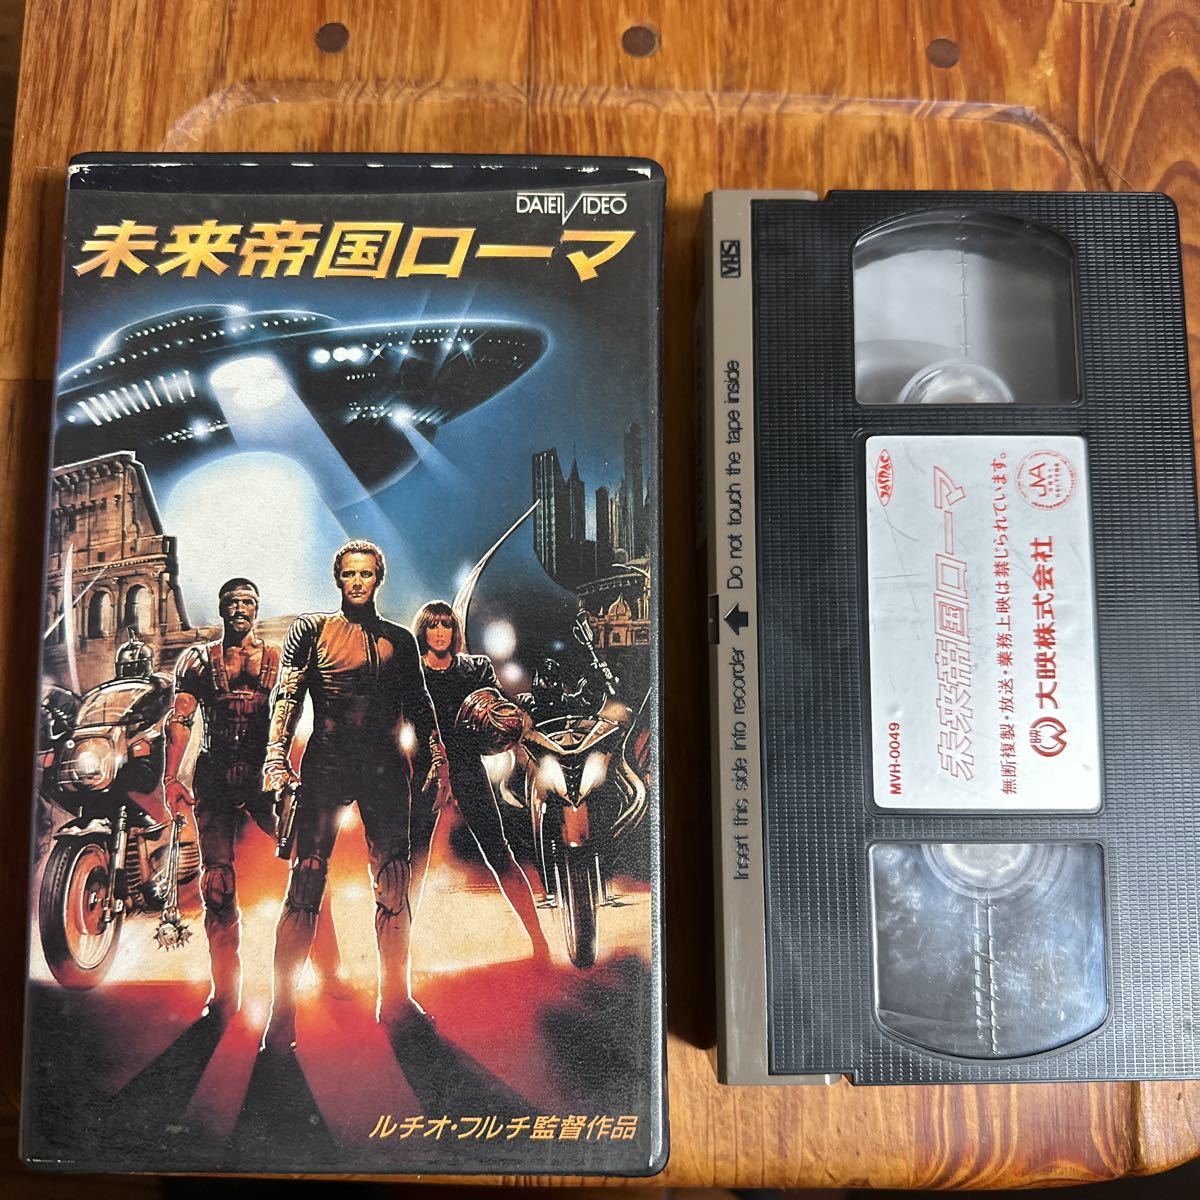 DAIEI VIDEO
未来帝国ローマ
ルチオ・フルチ監督作品
VHS
Insert this side into recorder Do not touch the tape inside
未来帝国ローマ
無断複製・放送・業務上映は禁じられています。
大映株式会社
MVH-0049
JVA